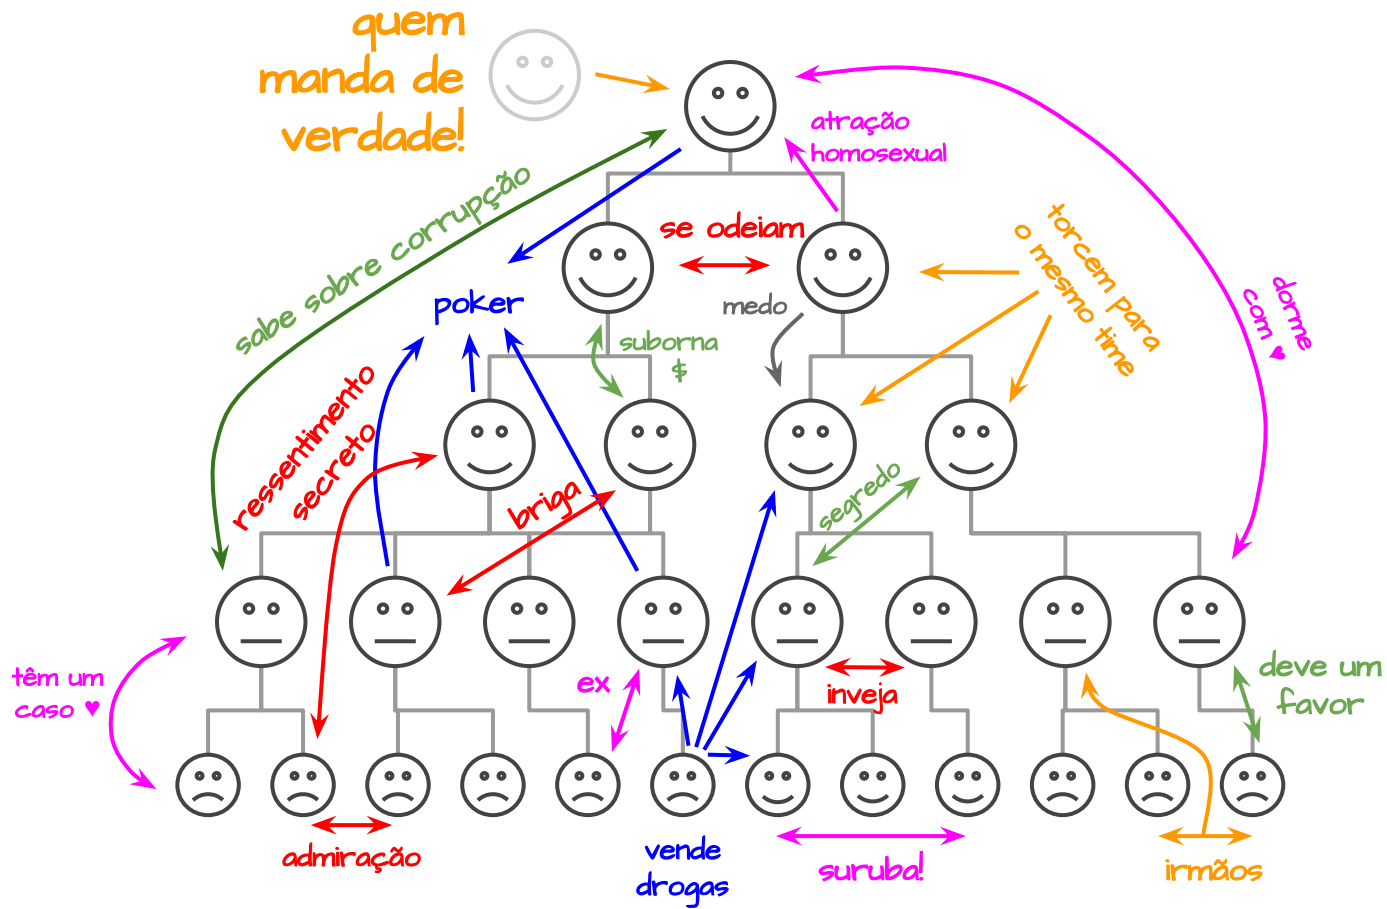 quem
manda de
verdade!
atração
homosexual
sabe sobre corrupção
se odeiam
torcem para
o mesmo time
poker
medo
dorme
com ♥
suborna
$
ressentimento
secreto
briga
segredo
têm um
caso ♥
ex
inveja
deve um
favor
admiração
vende
drogas
suruba!
irmãos